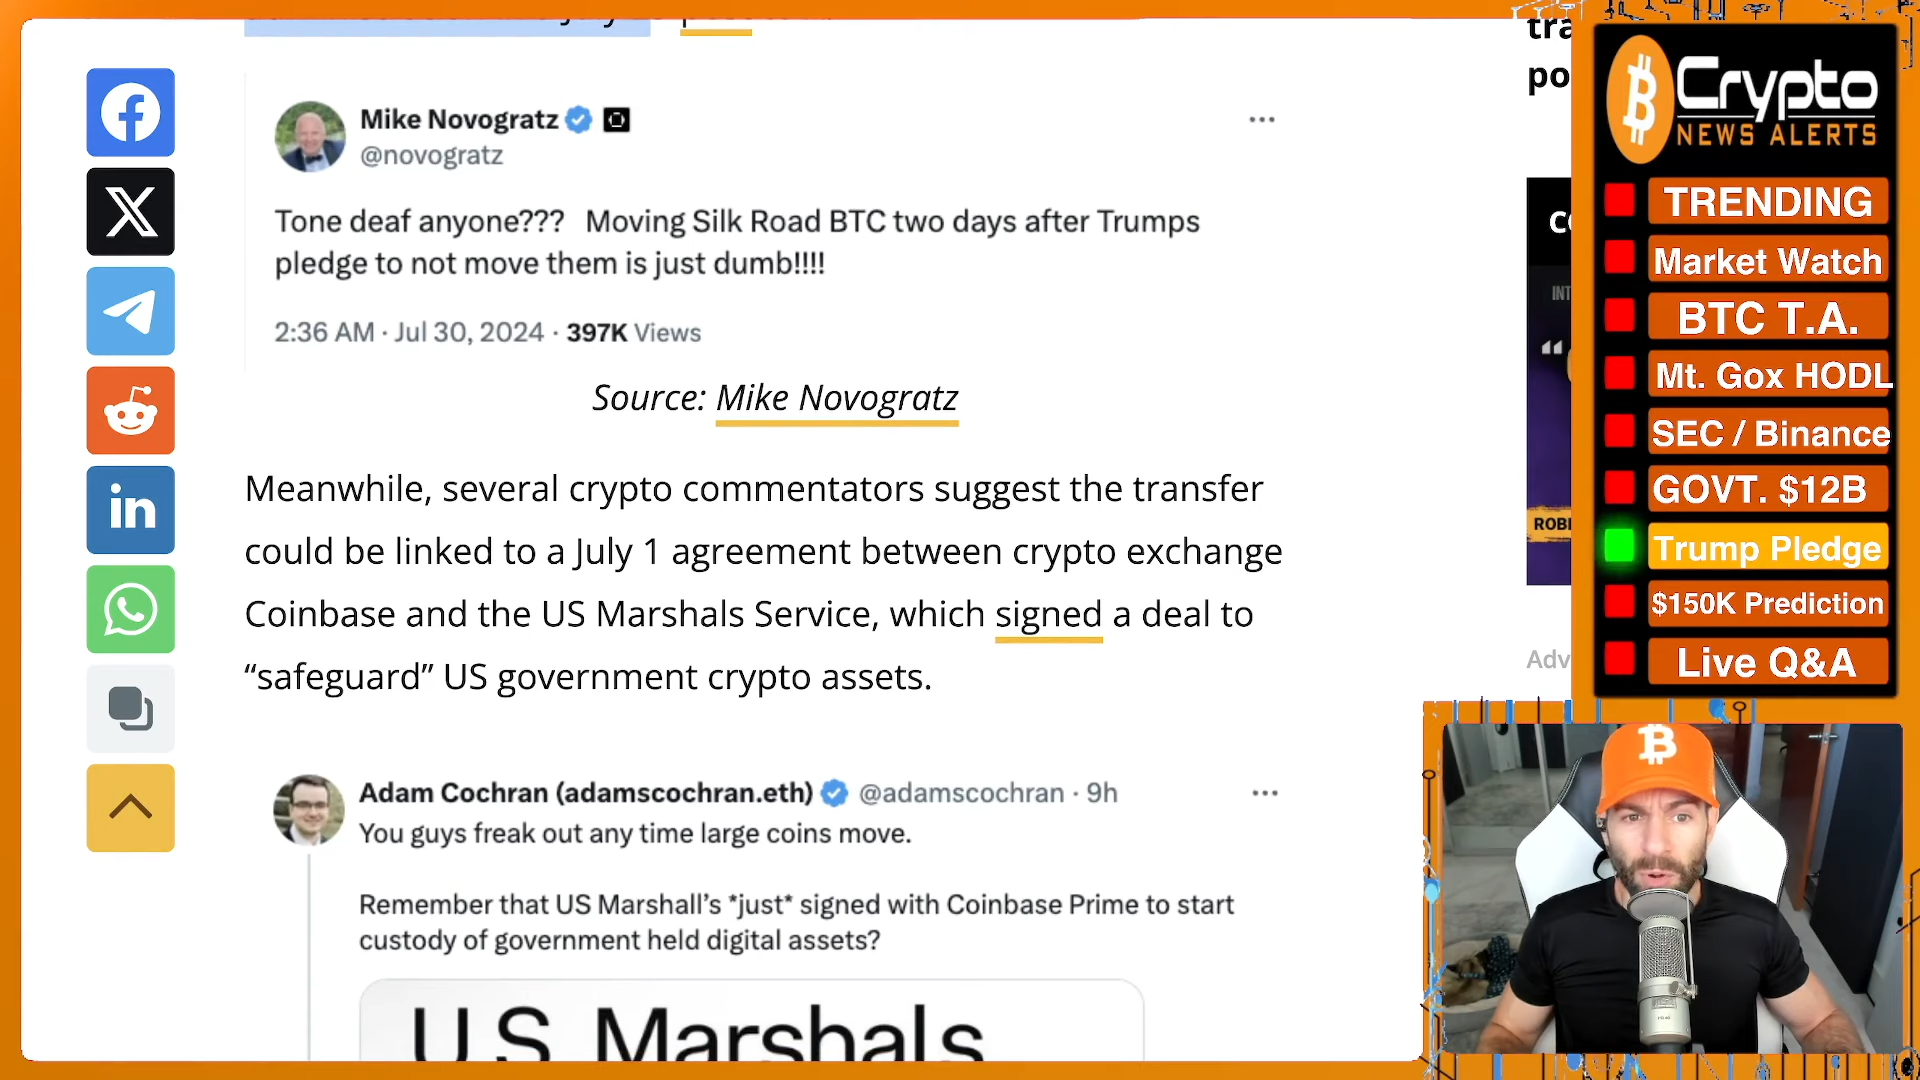 Mike Novogratz
@novogratz
Tone deaf anyone??? Moving Silk Road BTC two days after Trumps
pledge to not move them is just dumb!!!!
2:36 AM · Jul 30, 2024 · 397K Views
Source: Mike Novogratz
Meanwhile, several crypto commentators suggest the transfer
could be linked to a July 1 agreement between crypto exchange
Coinbase and the US Marshals Service, which signed a deal to
“safeguard” US government crypto assets.
Adam Cochran (adamscochran.eth) @adamscochran · 9h
You guys freak out any time large coins move.
Remember that US Marshall’s *just* signed with Coinbase Prime to start
custody of government held digital assets?
U.S. Marshals
in
tra
po
ROBI
Adv
Crypto
NEWS ALERTS
TRENDING
Market Watch
BTC T.A.
Mt. Gox HODL
SEC / Binance
GOVT. $12B
Trump Pledge
$150K Prediction
Live Q&A